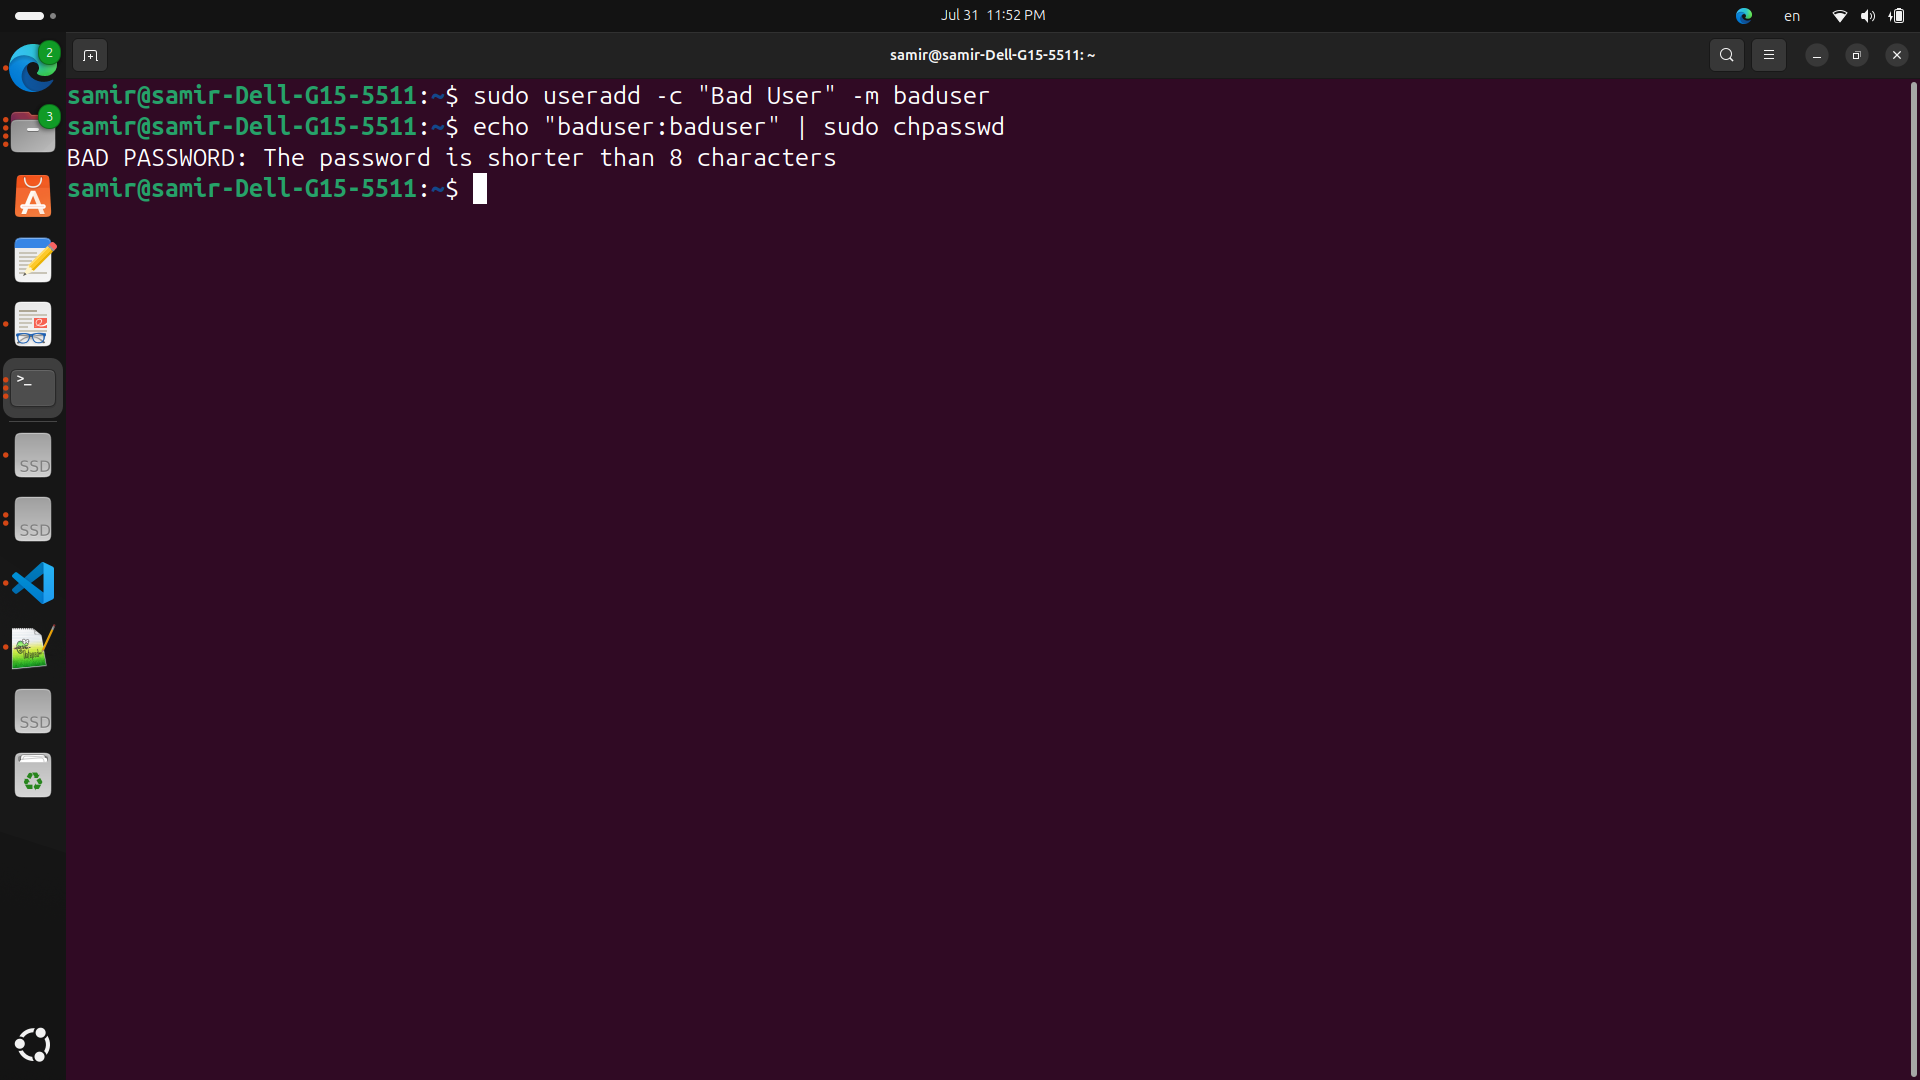 Jul 31 11:52 PM
en
samir@samir-Dell-G15-5511: ~
2
3
samir@samir-Dell-G15-5511:~$ sudo useradd -c "Bad User" -m baduser
samir@samir-Dell-G15-5511:~$ echo "baduser:baduser" | sudo chpasswd
BAD PASSWORD: The password is shorter than 8 characters
samir@samir-Dell-G15-5511:~$
>_
SSD
SSD
SSD